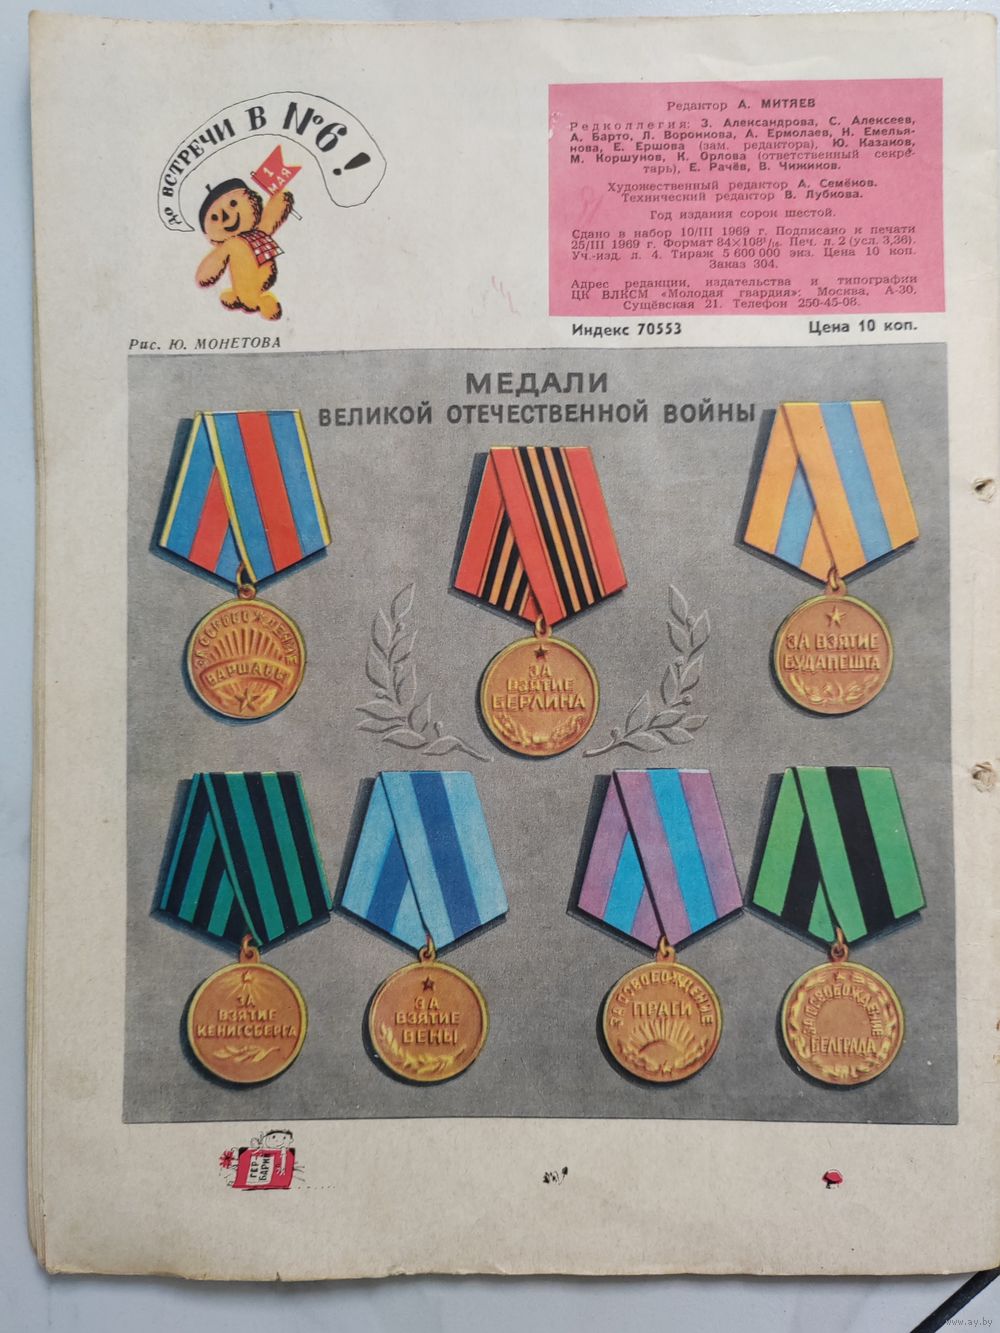 ДО ВСТРЕЧИ В №6!
1
МАЯ
Рис. Ю. МОНЕТОВА
Редактор А. МИТЯЕВ
Редколлегия: З. Александрова, С. Алексеев,
А. Барто, Л. Воронкова, А. Ермолаев, Н. Емелья-
нова, Е. Ершова (зам. редактора), Ю. Казаков,
М. Коршунов, К. Орлова (ответственный секре-
тарь), Е. Рачёв, В. Чижиков.
Художественный редактор А. Семёнов.
Технический редактор В. Лубкова.
Год издания сорок шестой.
Сдано в набор 10/III 1969 г. Подписано к печати
25/III 1969 г. Формат 84×108¹/₁₆. Печ. л. 2 (усл. 3,36).
Уч.-изд. л. 4. Тираж 5 600 000 экз. Цена 10 коп.
Заказ 304.
Адрес редакции, издательства и типографии
ЦК ВЛКСМ «Молодая гвардия»: Москва, А-30,
Сущёвская 21. Телефон 250-45-08.
Индекс 70553 Цена 10 коп.
МЕДАЛИ
ВЕЛИКОЙ ОТЕЧЕСТВЕННОЙ ВОЙНЫ
ЗА ОСВОБОЖДЕНИЕ
ВАРШАВЫ
ЗА
ВЗЯТИЕ
БЕРЛИНА
ЗА ВЗЯТИЕ
БУДАПЕШТА
ЗА
ВЗЯТИЕ
КЕНИГСБЕРГА
ЗА
ВЗЯТИЕ
ВЕНЫ
ЗА ОСВОБОЖДЕНИЕ
ПРАГИ
ЗА ОСВОБОЖДЕНИЕ
БЕЛГРАДА
ГЕР-
БАРИЙ
www.ay.by